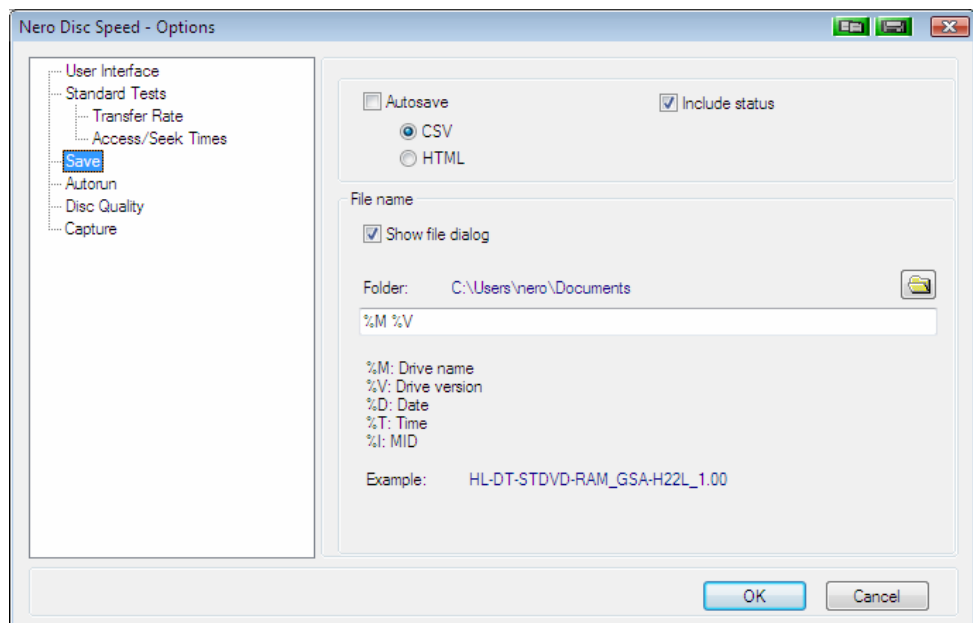 Nero Disc Speed - Options
User Interface
Standard Tests
Transfer Rate
Access/Seek Times
Save
Autorun
Disc Quality
Capture
Autosave
Include status
CSV
HTML
File name
Show file dialog
Folder: C:\Users\nero\Documents
%M %V
%M: Drive name
%V: Drive version
%D: Date
%T: Time
%I: MID
Example: HL-DT-STDVD-RAM_GSA-H22L_1.00
OK Cancel